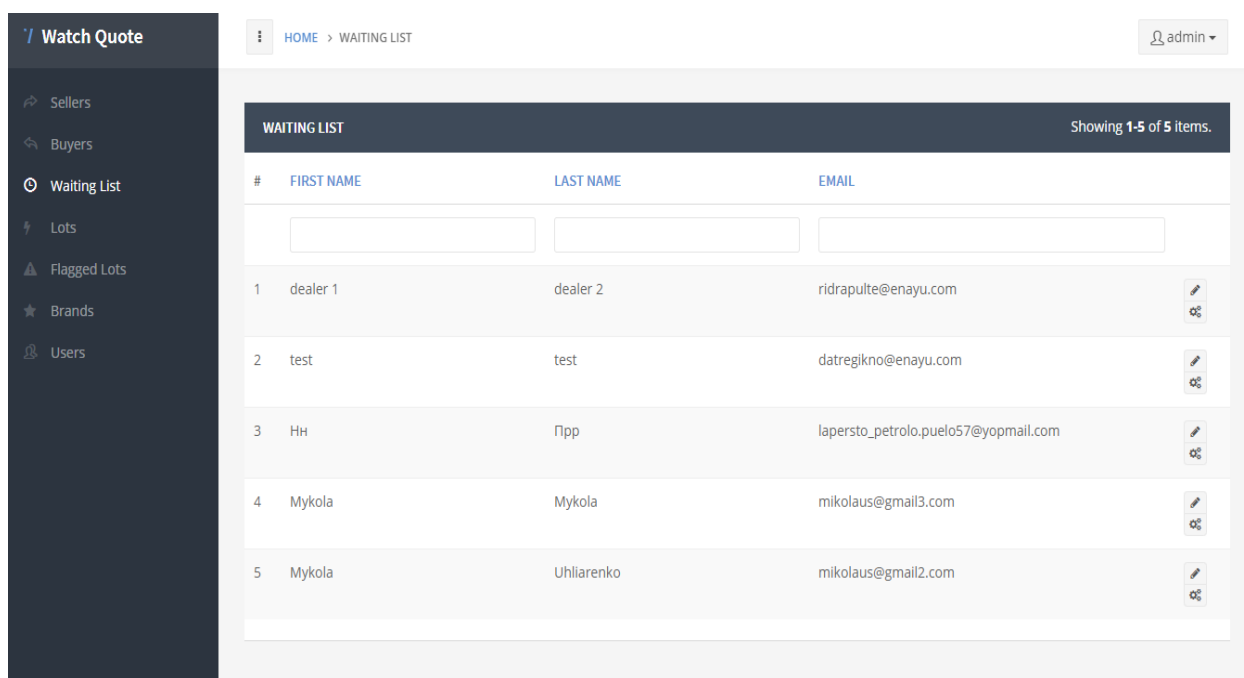 Watch Quote
HOME > WAITING LIST
admin
Sellers
Buyers
Waiting List
Lots
Flagged Lots
Brands
Users
WAITING LIST Showing 1-5 of 5 items.
# FIRST NAME LAST NAME EMAIL
1 dealer 1 dealer 2 ridrapulte@enayu.com
2 test test datregikno@enayu.com
3 Нн Прр lapersto_petrolo.puelo57@yopmail.com
4 Mykola Mykola mikolaus@gmail3.com
5 Mykola Uhliarenko mikolaus@gmail2.com